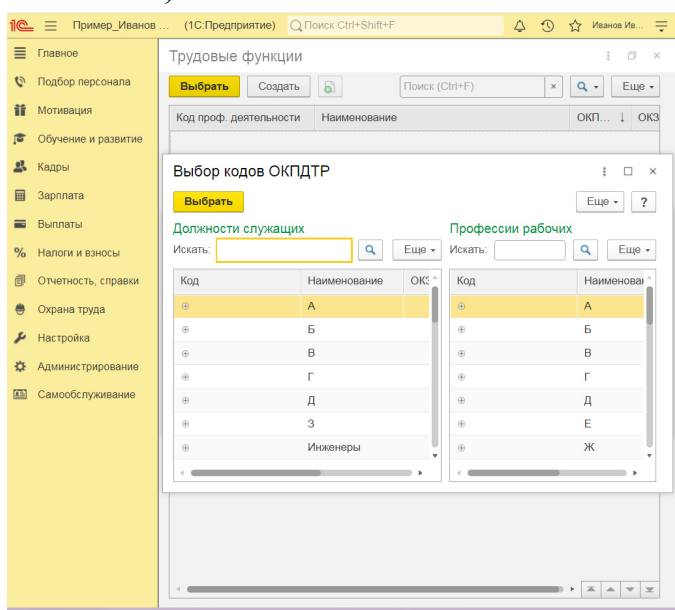 1С Пример_Иванов ... (1С:Предприятие) Поиск Ctrl+Shift+F Иванов Ив...
Главное
Подбор персонала
Мотивация
Обучение и развитие
Кадры
Зарплата
Выплаты
Налоги и взносы
Отчетность, справки
Охрана труда
Настройка
Администрирование
Самообслуживание
Трудовые функции
Выбрать Создать Поиск (Ctrl+F) × Еще
Код проф. деятельности Наименование ОКП... ↓ ОКЗ
Выбор кодов ОКПДТР
Выбрать Еще ?
Должности служащих Профессии рабочих
Искать: Еще Искать: Еще
Код Наименование ОКЗ Код Наименован
А А
Б Б
В В
Г Г
Д Д
З Е
Инженеры Ж